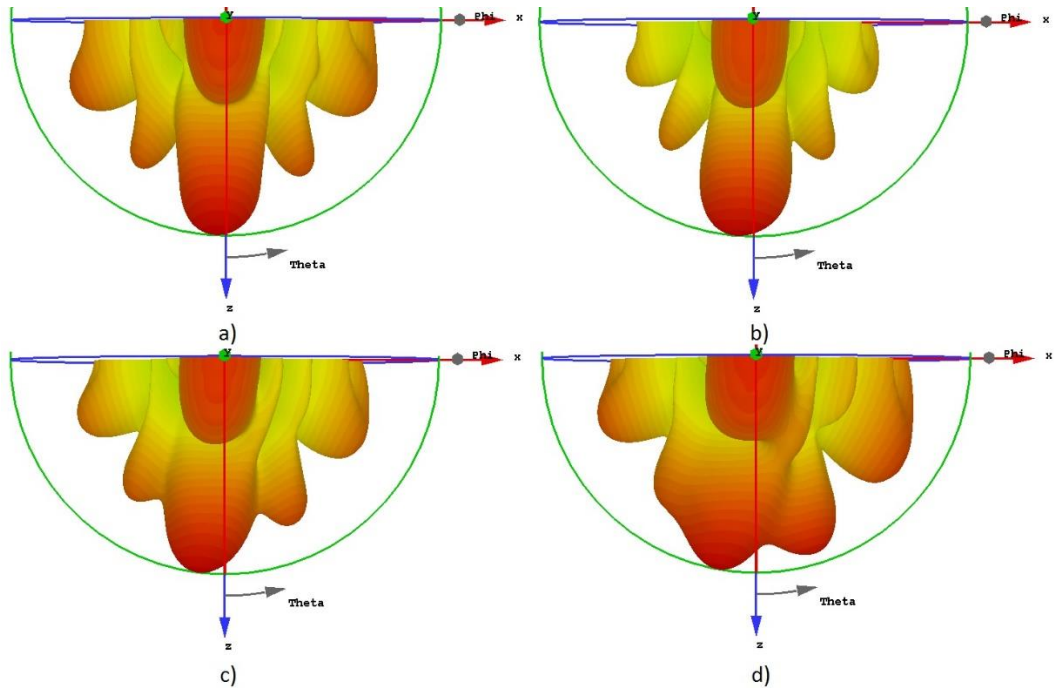 y Phi x
Theta
z
a)
y Phi x
Theta
z
b)
y Phi x
Theta
z
c)
y Phi x
Theta
z
d)